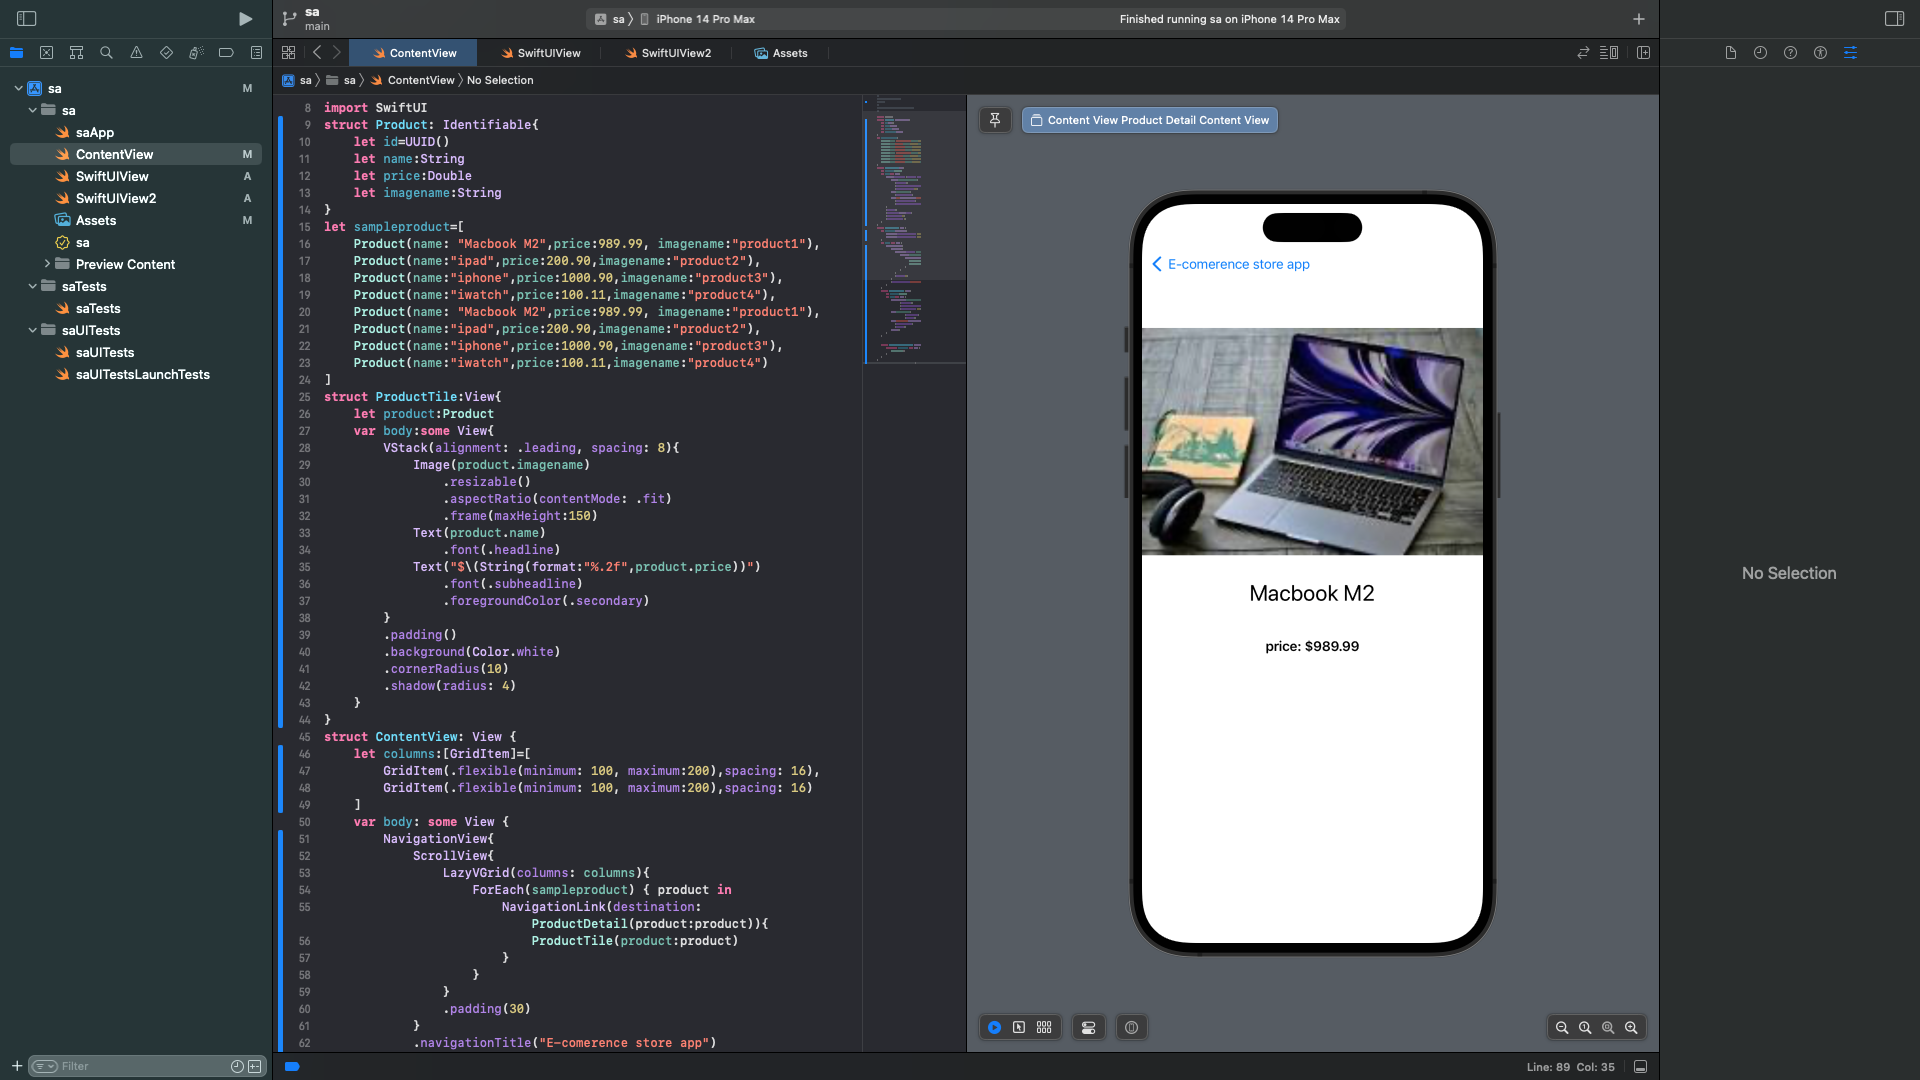 sa
main
sa
iPhone 14 Pro Max
Finished running sa on iPhone 14 Pro Max
ContentView
SwiftUIView
SwiftUIView2
Assets
sa
sa
ContentView
No Selection
sa M
sa
saApp
ContentView M
SwiftUIView A
SwiftUIView2 A
Assets M
sa
Preview Content
saTests
saTests
saUITests
saUITests
saUITestsLaunchTests
Filter
8 import SwiftUI
9 struct Product: Identifiable{
10 let id=UUID()
11 let name:String
12 let price:Double
13 let imagename:String
14 }
15 let sampleproduct=[
16 Product(name: "Macbook M2",price:989.99, imagename:"product1"),
17 Product(name:"ipad",price:200.90,imagename:"product2"),
18 Product(name:"iphone",price:1000.90,imagename:"product3"),
19 Product(name:"iwatch",price:100.11,imagename:"product4"),
20 Product(name: "Macbook M2",price:989.99, imagename:"product1"),
21 Product(name:"ipad",price:200.90,imagename:"product2"),
22 Product(name:"iphone",price:1000.90,imagename:"product3"),
23 Product(name:"iwatch",price:100.11,imagename:"product4")
24 ]
25 struct ProductTile:View{
26 let product:Product
27 var body:some View{
28 VStack(alignment: .leading, spacing: 8){
29 Image(product.imagename)
30 .resizable()
31 .aspectRatio(contentMode: .fit)
32 .frame(maxHeight:150)
33 Text(product.name)
34 .font(.headline)
35 Text("$\(String(format:"%.2f",product.price))")
36 .font(.subheadline)
37 .foregroundColor(.secondary)
38 }
39 .padding()
40 .background(Color.white)
41 .cornerRadius(10)
42 .shadow(radius: 4)
43 }
44 }
45 struct ContentView: View {
46 let columns:[GridItem]=[
47 GridItem(.flexible(minimum: 100, maximum:200),spacing: 16),
48 GridItem(.flexible(minimum: 100, maximum:200),spacing: 16)
49 ]
50 var body: some View {
51 NavigationView{
52 ScrollView{
53 LazyVGrid(columns: columns){
54 ForEach(sampleproduct) { product in
55 NavigationLink(destination:
ProductDetail(product:product)){
56 ProductTile(product:product)
57 }
58 }
59 }
60 .padding(30)
61 }
62 .navigationTitle("E-comerence store app")
Content View Product Detail Content View
E-comerence store app
Macbook M2
price: $989.99
No Selection
Line: 89 Col: 35